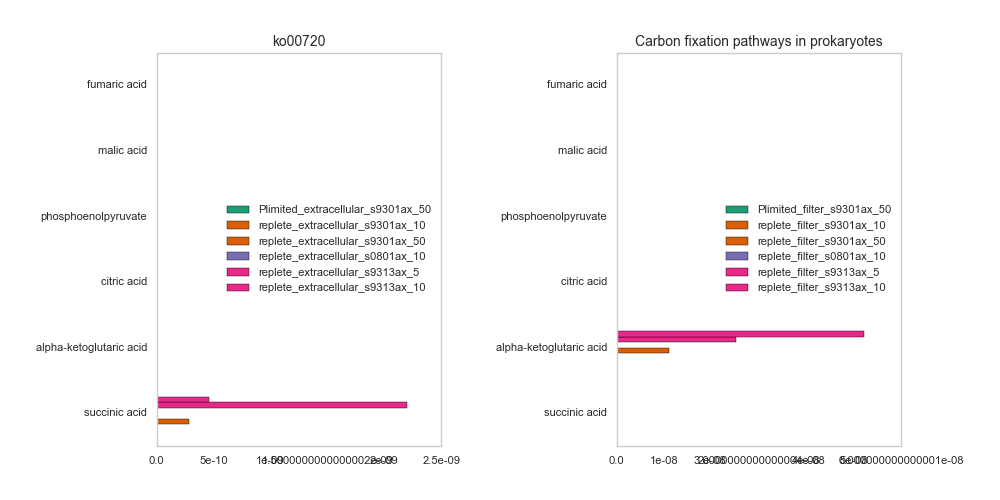 ko00720
fumaric acid
malic acid
phosphoenolpyruvate
citric acid
alpha-ketoglutaric acid
succinic acid
Plimited_extracellular_s9301ax_50
replete_extracellular_s9301ax_10
replete_extracellular_s9301ax_50
replete_extracellular_s0801ax_10
replete_extracellular_s9313ax_5
replete_extracellular_s9313ax_10
0.0 5e-10 2.5e-09
Carbon fixation pathways in prokaryotes
fumaric acid
malic acid
phosphoenolpyruvate
citric acid
alpha-ketoglutaric acid
succinic acid
Plimited_filter_s9301ax_50
replete_filter_s9301ax_10
replete_filter_s9301ax_50
replete_filter_s0801ax_10
replete_filter_s9313ax_5
replete_filter_s9313ax_10
0.0 1e-08